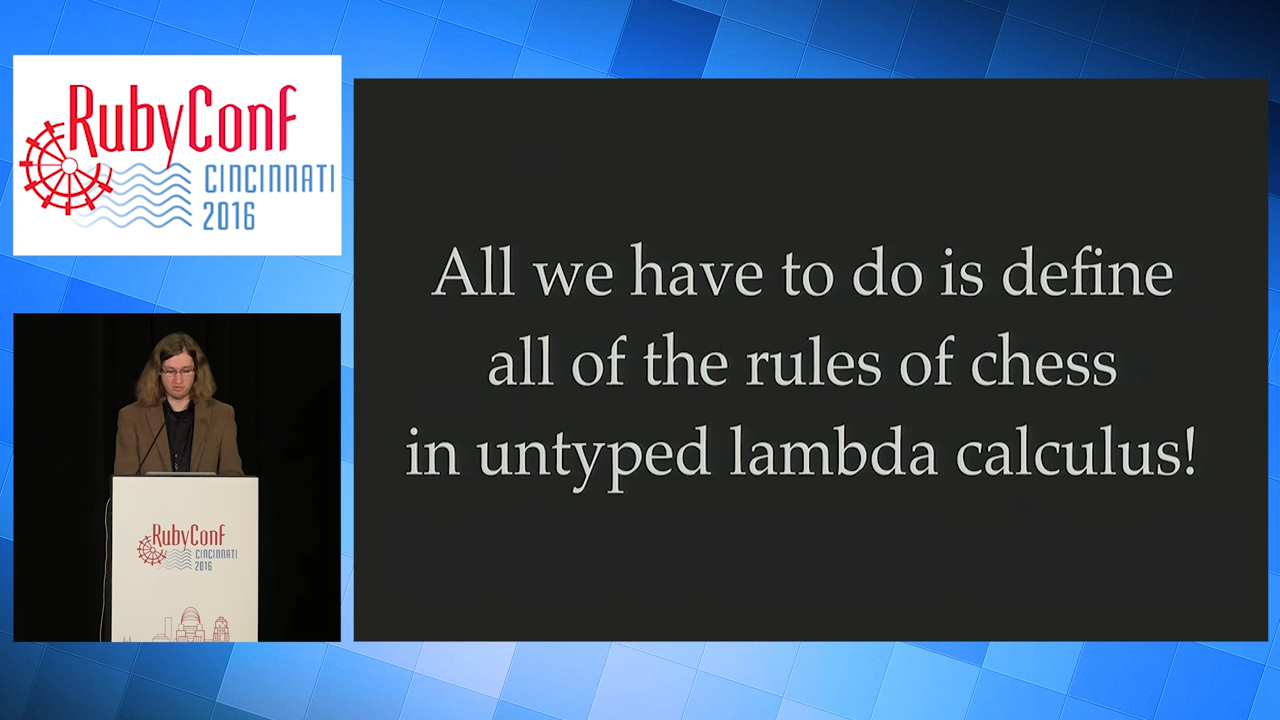 RubyConf
CINCINNATI
2016
All we have to do is define
all of the rules of chess
in untyped lambda calculus!
RubyConf
CINCINNATI
2016